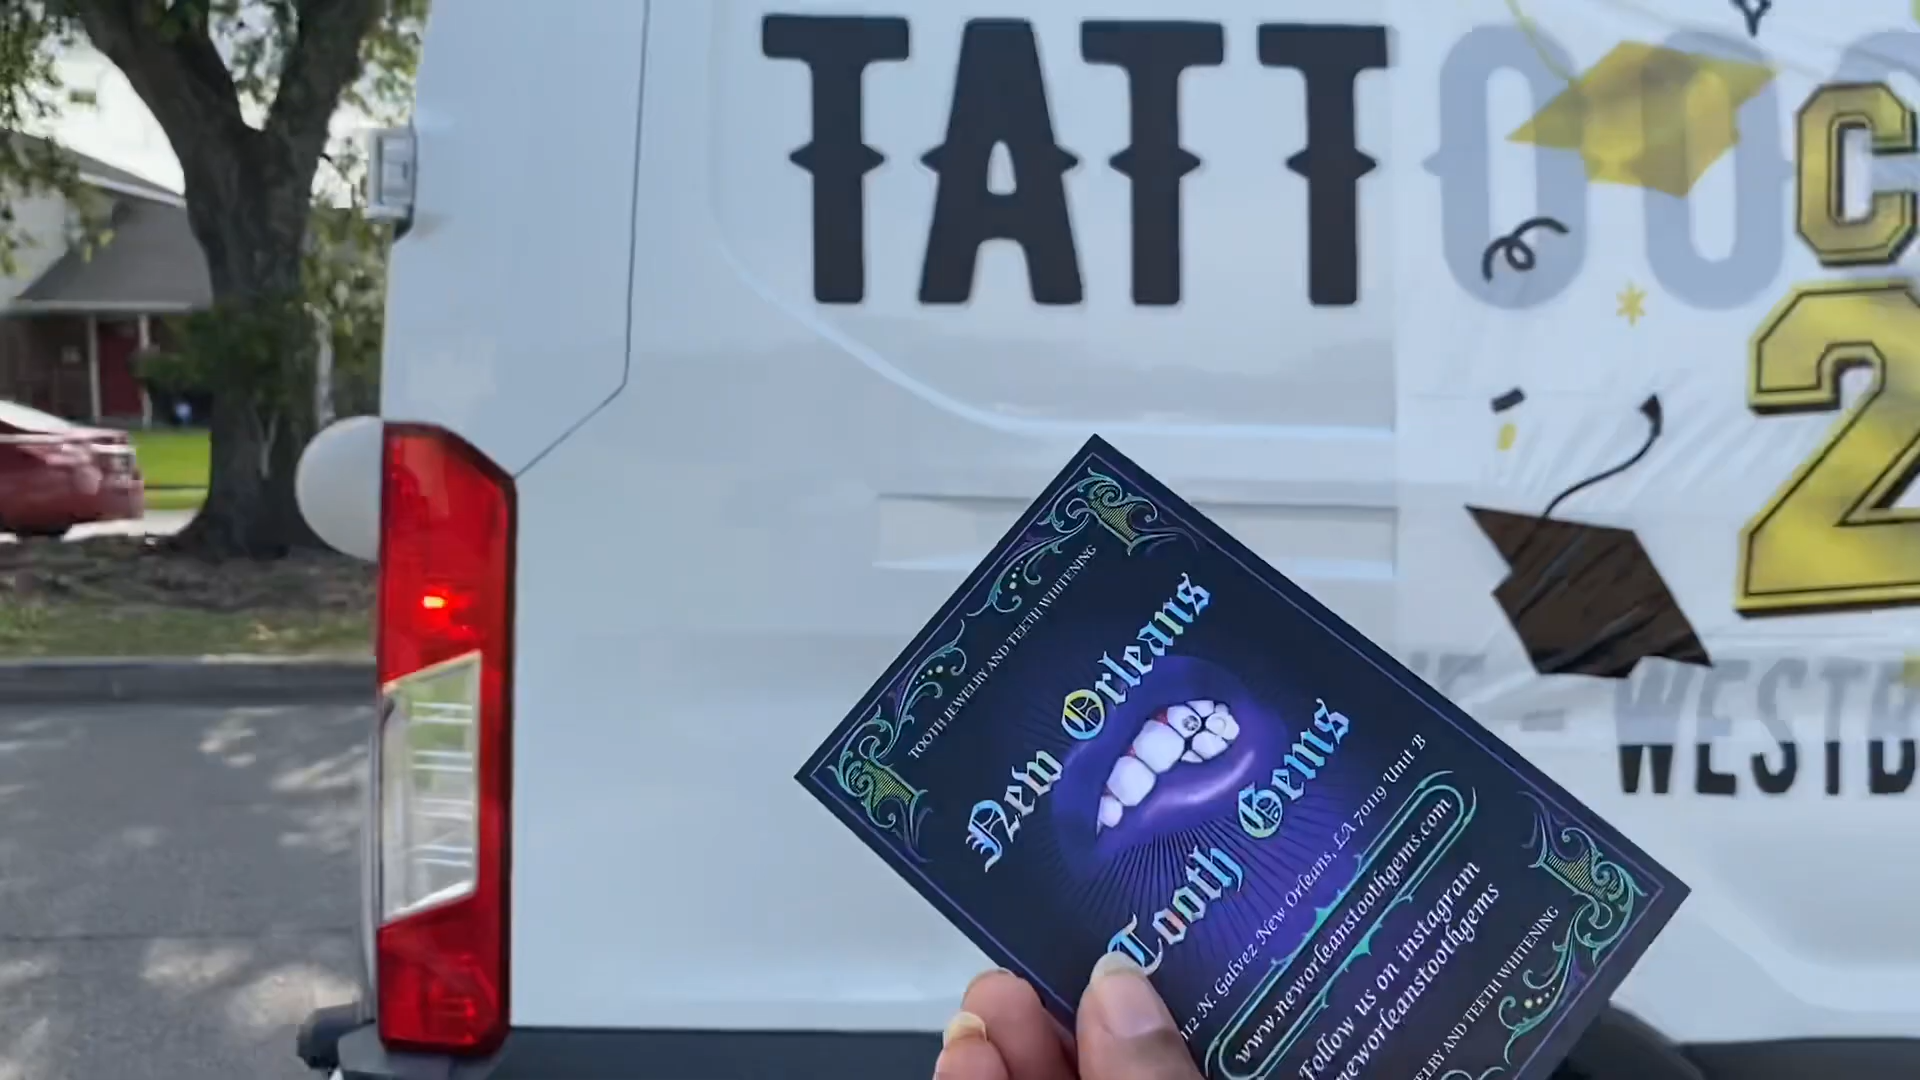 TATTOO
C
2
WESTB
TOOTH JEWELRY AND TEETH WHITENING
New Orleans
Tooth Gems
N. Galvez New Orleans, LA 70119 Unit B
www.neworleanstoothgems.com
Follow us on instagram
neworleanstoothgems
AND TEETH WHITENING